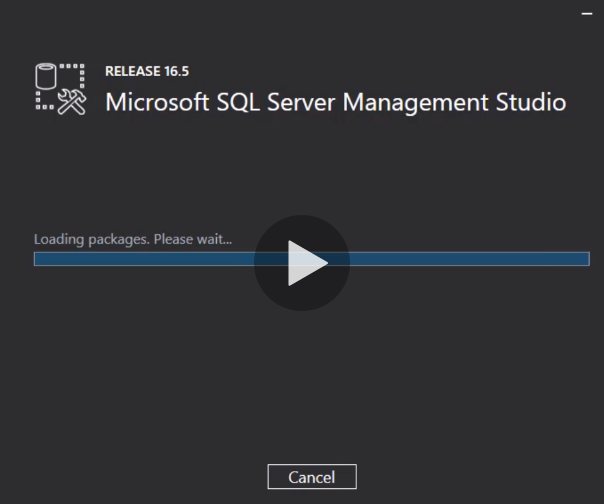 RELEASE 16.5
Microsoft SQL Server Management Studio
Loading packages. Please wait...
Cancel